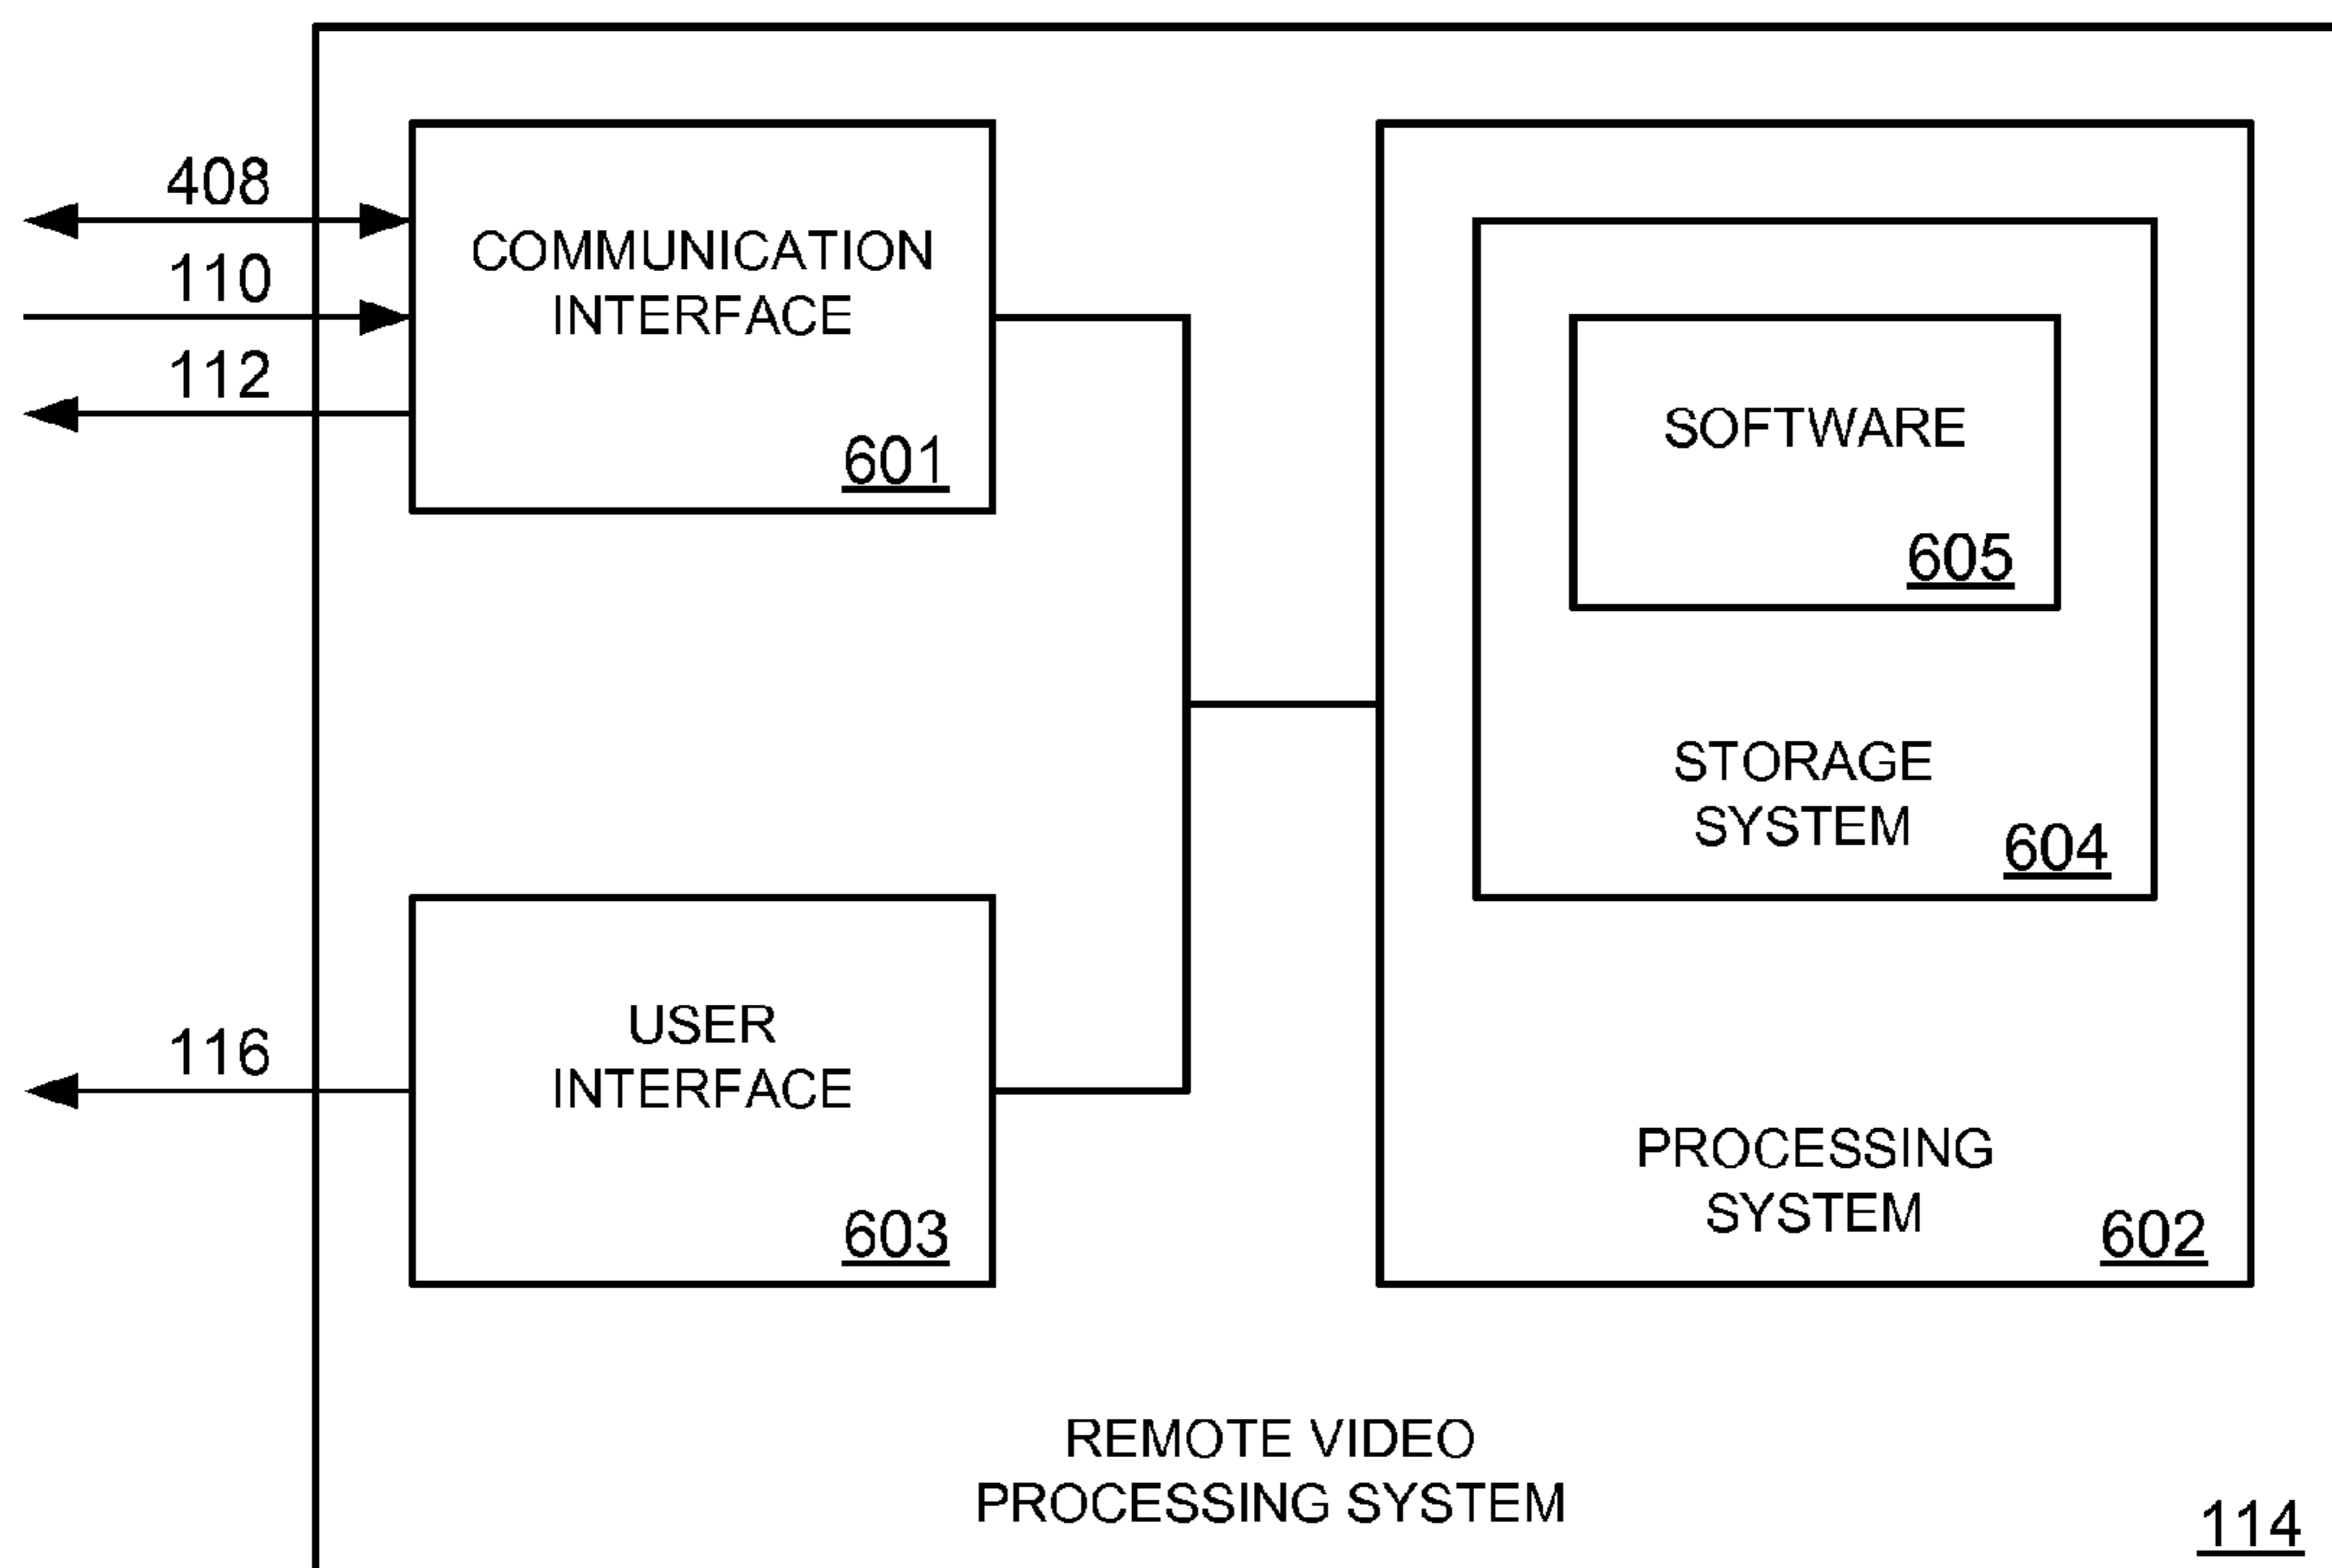 408
110
112
COMMUNICATION
INTERFACE
601
SOFTWARE
605
STORAGE
SYSTEM
604
116
USER
INTERFACE
603
PROCESSING
SYSTEM
602
REMOTE VIDEO
PROCESSING SYSTEM
114